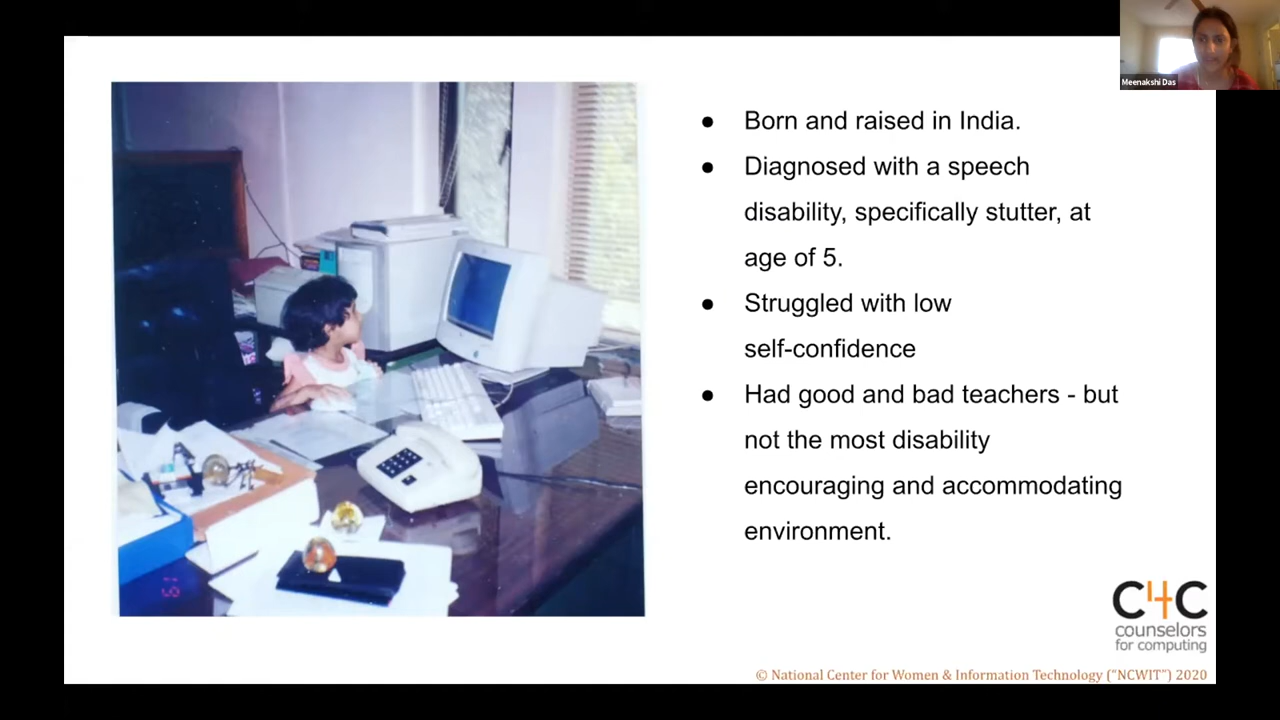 Meenakshi Das
● Born and raised in India.
● Diagnosed with a speech
disability, specifically stutter, at
age of 5.
● Struggled with low
self-confidence
● Had good and bad teachers - but
not the most disability
encouraging and accommodating
environment.
C4C
counselors
for computing
© National Center for Women & Information Technology ("NCWIT") 2020